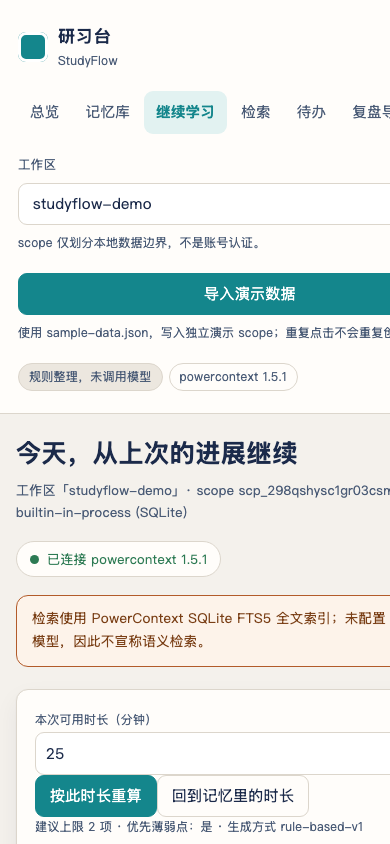 研习台
StudyFlow
总览 记忆库 继续学习 检索 待办 复盘
工作区
studyflow-demo
scope 仅划分本地数据边界，不是账号认证。
导入演示数据
使用 sample-data.json，写入独立演示 scope；重复点击不会重复
规则整理，未调用模型 powercontext 1.5.1
今天，从上次的进展继续
工作区「studyflow-demo」· scope scp_298qshysc1gr03csm
builtin-in-process (SQLite)
已连接 powercontext 1.5.1
检索使用 PowerContext SQLite FTS5 全文索引；未配置
模型，因此不宣称语义检索。
本次可用时长（分钟）
25
按此时长重算 回到记忆里的时长
建议上限 2 项 · 优先薄弱点：是 · 生成方式 rule-based-v1